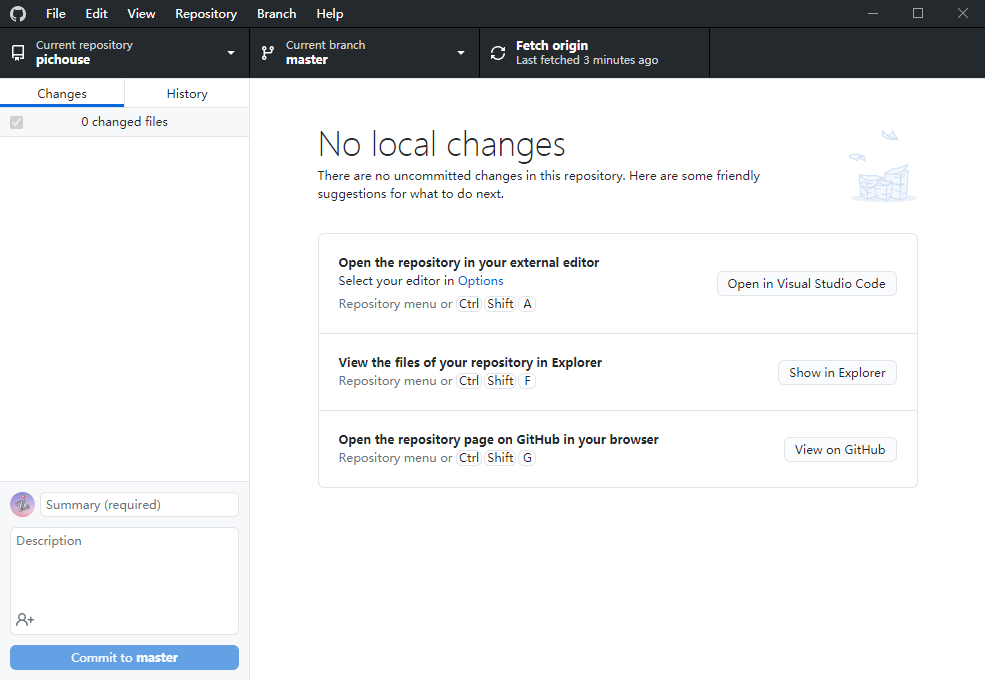 File Edit View Repository Branch Help
Current repository
pichouse
Current branch
master
Fetch origin
Last fetched 3 minutes ago
Changes
History
0 changed files
No local changes
There are no uncommitted changes in this repository. Here are some friendly
suggestions for what to do next.
Open the repository in your external editor
Select your editor in Options
Repository menu or Ctrl Shift A
Open in Visual Studio Code
View the files of your repository in Explorer
Repository menu or Ctrl Shift F
Show in Explorer
Open the repository page on GitHub in your browser
Repository menu or Ctrl Shift G
View on GitHub
Summary (required)
Description
Commit to master